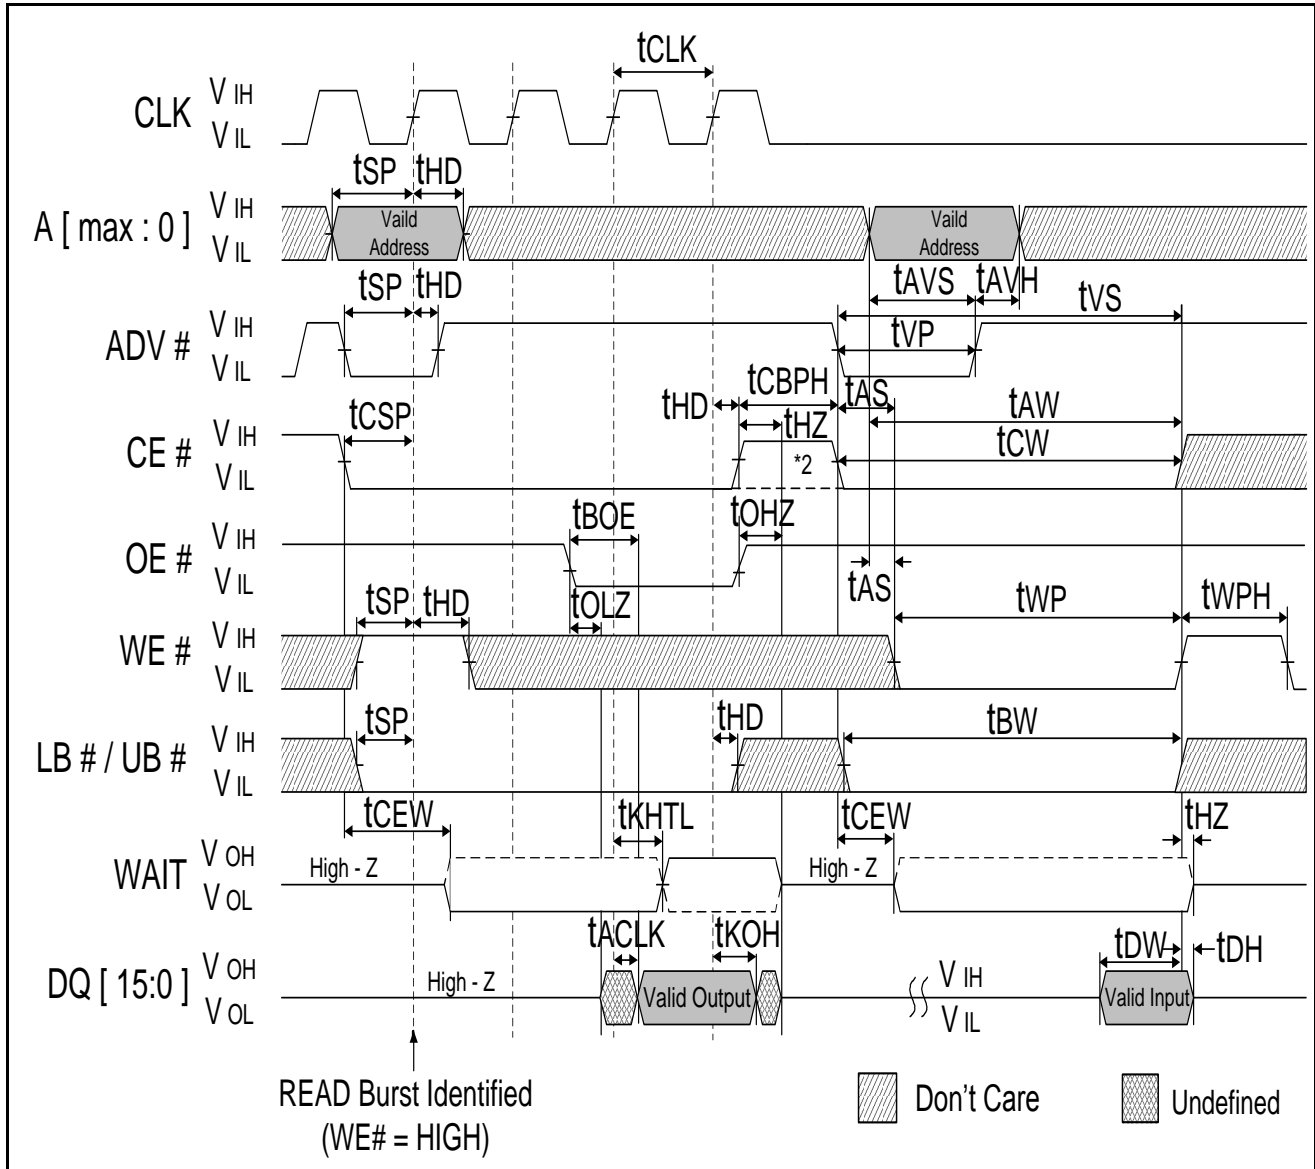 tCLK
CLK
V IH
V IL
tSP tHD
A [ max : 0 ]
V IH
V IL
Vaild
Address
Vaild
Address
tSP tHD
tAVS tAVH
tVS
ADV #
V IH
V IL
tVP
tCSP
tHD
tCBPH
tAS
tAW
CE #
V IH
V IL
tHZ
*2
tCW
tBOE
tOHZ
OE #
V IH
V IL
tAS
tSP tHD
tOLZ
tWP
tWPH
WE #
V IH
V IL
tSP
tHD
tBW
LB # / UB #
V IH
V IL
tCEW
tKHTL
tCEW
tHZ
WAIT
V OH
V OL
High - Z
High - Z
tACLK
tKOH
tDW
tDH
DQ [ 15:0 ]
V OH
V OL
High - Z
Valid Output
V IH
V IL
Valid Input
READ Burst Identified
(WE# = HIGH)
Don't Care
Undefined